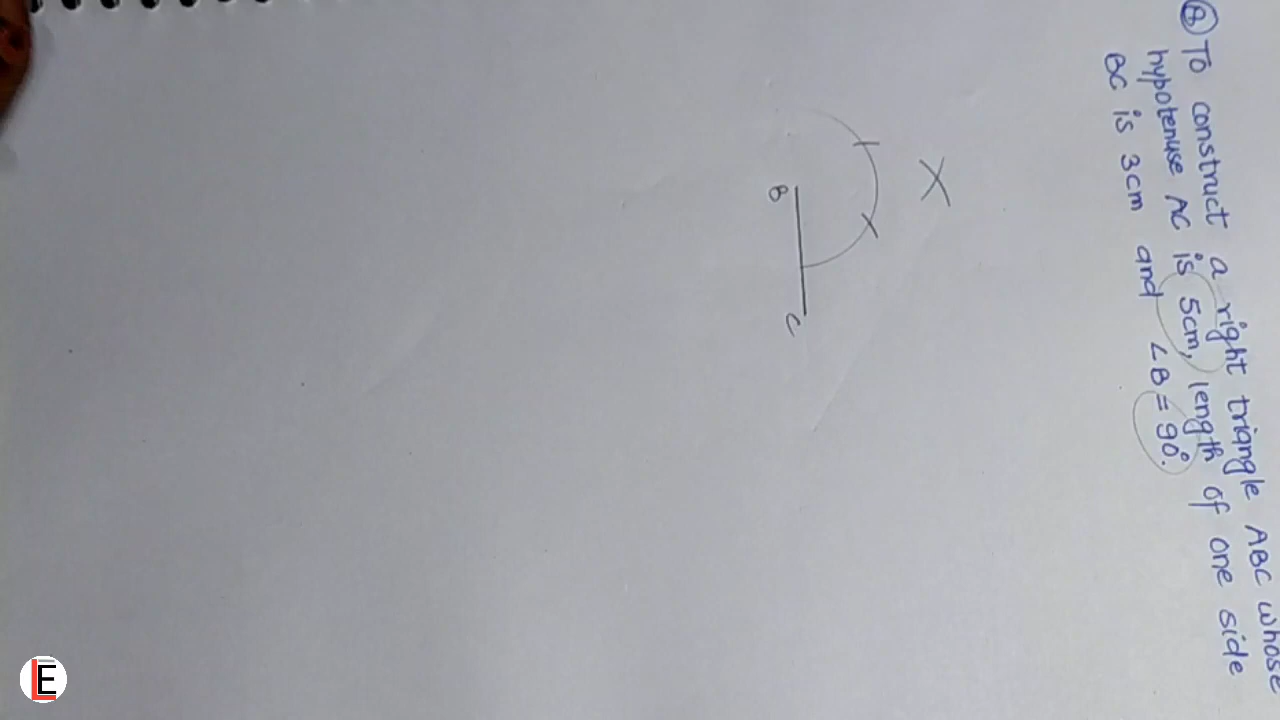 8 To construct a right triangle ABC whose
hypotenuse AC is 5cm, length of one side
BC is 3cm and ∠B = 90°.
B
C
LE